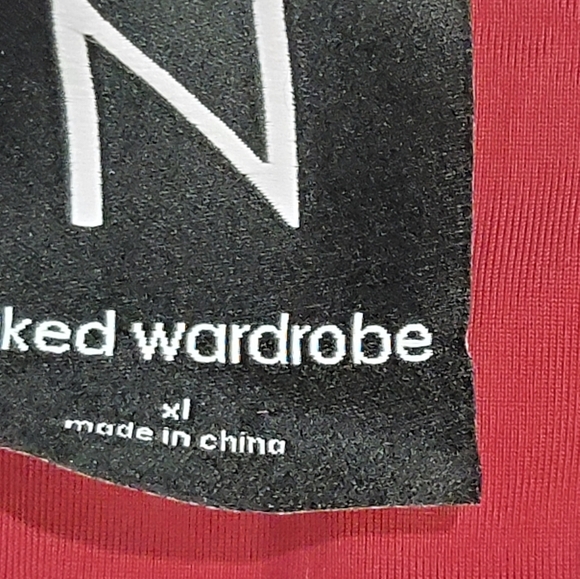 N
ked wardrobe
xl
made in china